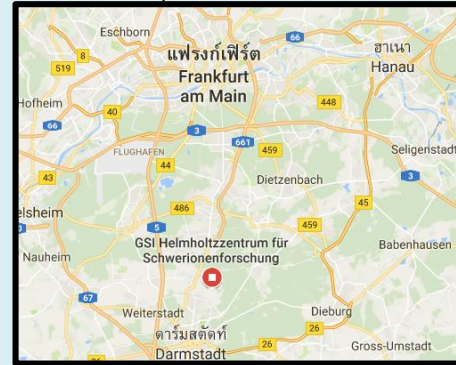 Eschborn
66
แฟรงก์เฟิร์ต
Frankfurt
am Main
ฮาเนา
Hanau
8
519
Hofheim
40
448
66
3
661
FLUGHAFEN
459
Seligenstadt
43
44
Dietzenbach
3
486
45
elsheim
5
459
GSI Helmholtzzentrum für
Schwerionenforschung
Babenhausen
Nauheim
67
Weiterstadt
Dieburg
ดาร์มสตัดท์
Darmstadt
26
26
26
Gross-Umstadt